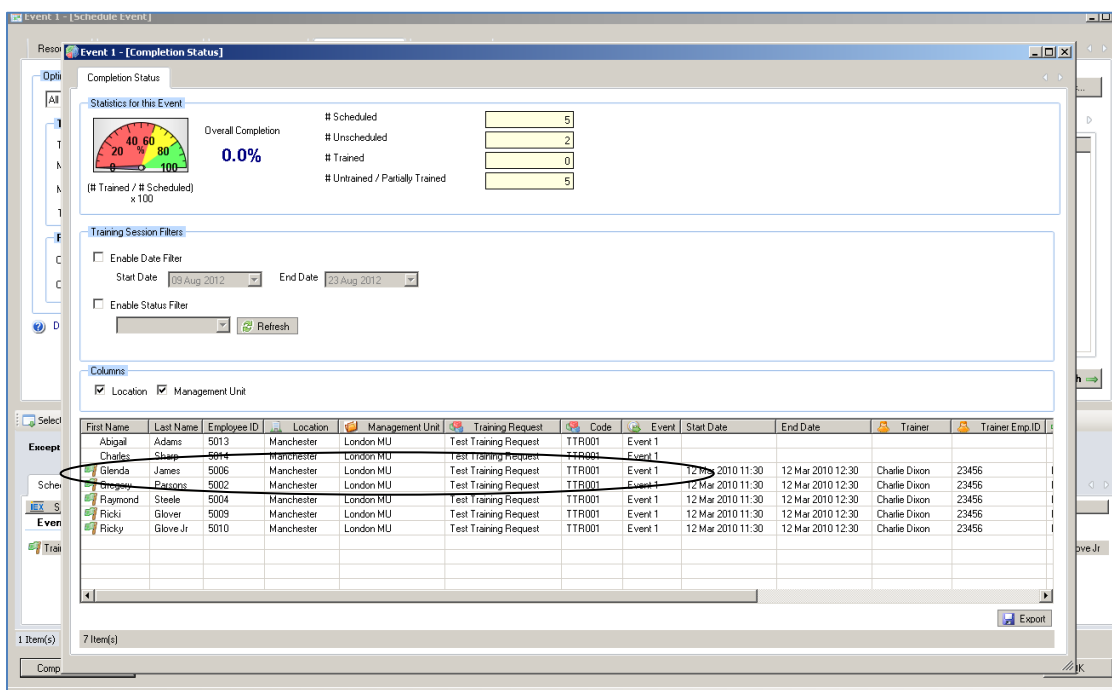 Event 1 - [Schedule Event]
Event 1 - [Completion Status]
Completion Status
Statistics for this Event
0 20 40 60 80 100 %
(# Trained / # Scheduled)
x 100
Overall Completion
0.0%
# Scheduled 5
# Unscheduled 2
# Trained 0
# Untrained / Partially Trained 5
Training Session Filters
Enable Date Filter
Start Date 09 Aug 2012 End Date 23 Aug 2012
Enable Status Filter
Refresh
Columns
Location Management Unit
First Name Last Name Employee ID Location Management Unit Training Request Code Event Start Date End Date Trainer Trainer Emp.ID
Abigail Adams 5013 Manchester London MU Test Training Request TTR001 Event 1
Charles Sharp 5014 Manchester London MU Test Training Request TTR001 Event 1
Glenda James 5006 Manchester London MU Test Training Request TTR001 Event 1 12 Mar 2010 11:30 12 Mar 2010 12:30 Charlie Dixon 23456
Gregory Parsons 5002 Manchester London MU Test Training Request TTR001 Event 1 12 Mar 2010 11:30 12 Mar 2010 12:30 Charlie Dixon 23456
Raymond Steele 5004 Manchester London MU Test Training Request TTR001 Event 1 12 Mar 2010 11:30 12 Mar 2010 12:30 Charlie Dixon 23456
Ricki Glover 5009 Manchester London MU Test Training Request TTR001 Event 1 12 Mar 2010 11:30 12 Mar 2010 12:30 Charlie Dixon 23456
Ricky Glove Jr 5010 Manchester London MU Test Training Request TTR001 Event 1 12 Mar 2010 11:30 12 Mar 2010 12:30 Charlie Dixon 23456
Export
1 Item(s)
7 Item(s)